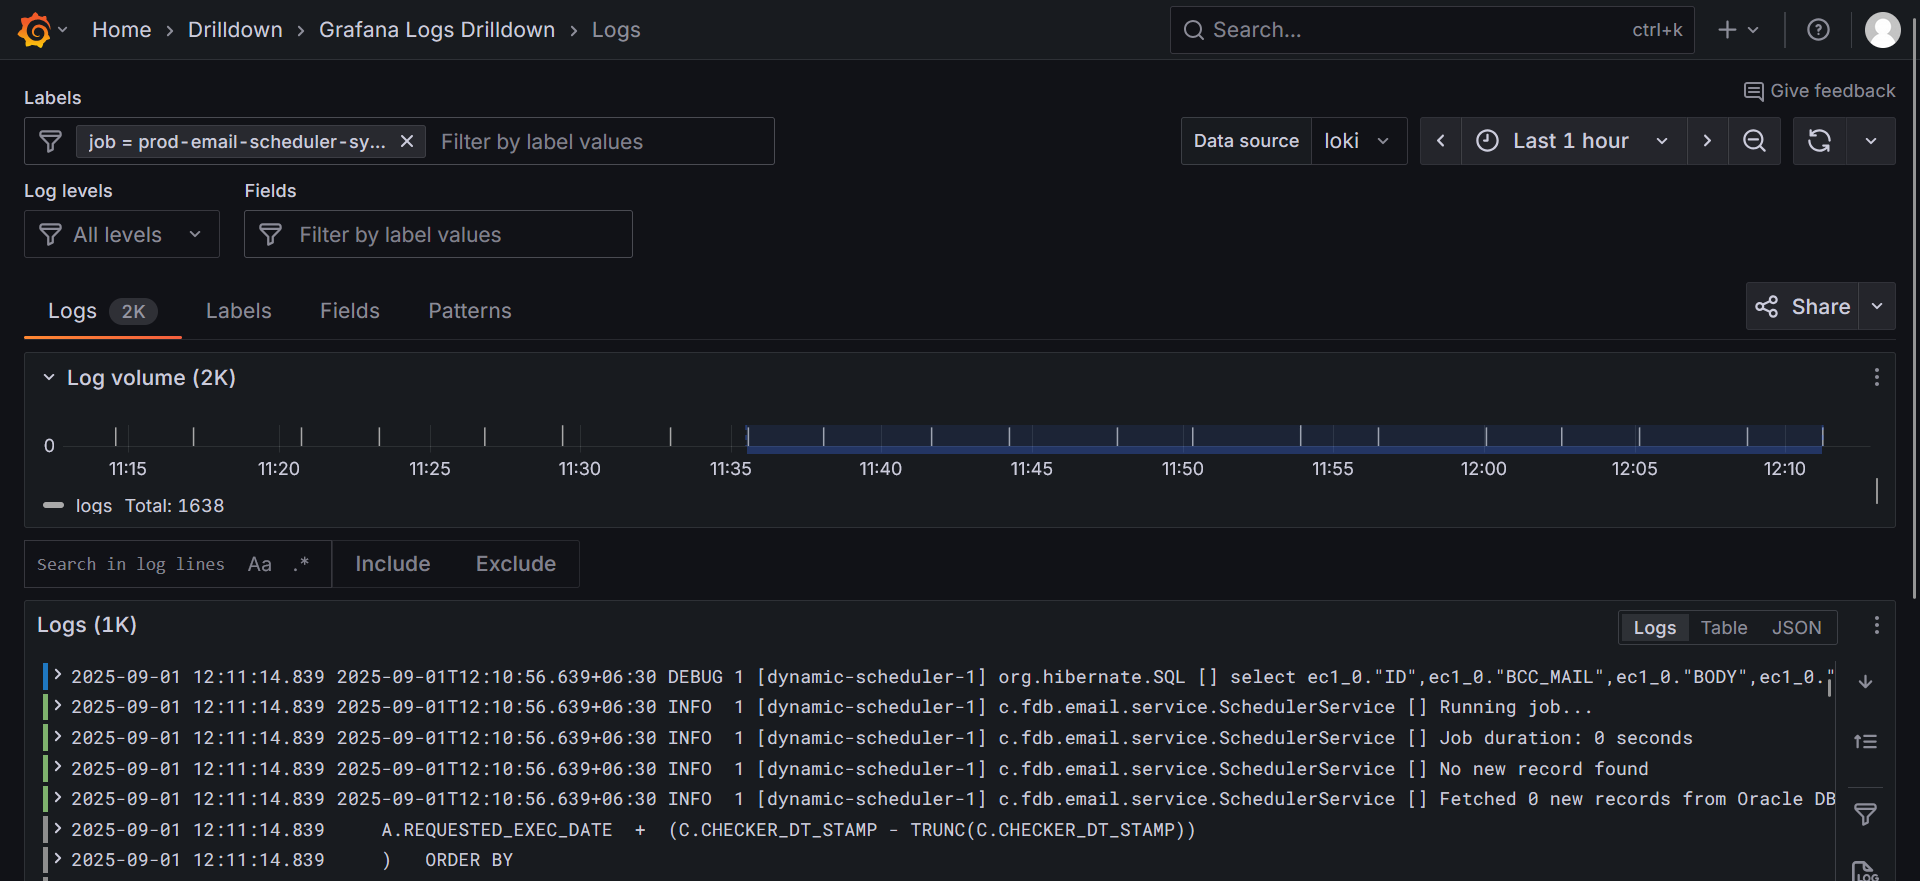 Home › Drilldown › Grafana Logs Drilldown › Logs
Search... ctrl+k
Give feedback
Labels
job = prod-email-scheduler-sy... Filter by label values
Data source loki Last 1 hour
Log levels Fields
All levels Filter by label values
Logs 2K Labels Fields Patterns
Share
Log volume (2K)
0
11:15 11:20 11:25 11:30 11:35 11:40 11:45 11:50 11:55 12:00 12:05 12:10
logs Total: 1638
Search in log lines Aa .* Include Exclude
Logs (1K) Logs Table JSON
2025-09-01 12:11:14.839 2025-09-01T12:10:56.639+06:30 DEBUG 1 [dynamic-scheduler-1] org.hibernate.SQL [] select ec1_0."ID",ec1_0."BCC_MAIL",ec1_0."BODY",ec1_0."
2025-09-01 12:11:14.839 2025-09-01T12:10:56.639+06:30 INFO  1 [dynamic-scheduler-1] c.fdb.email.service.SchedulerService [] Running job...
2025-09-01 12:11:14.839 2025-09-01T12:10:56.639+06:30 INFO  1 [dynamic-scheduler-1] c.fdb.email.service.SchedulerService [] Job duration: 0 seconds
2025-09-01 12:11:14.839 2025-09-01T12:10:56.639+06:30 INFO  1 [dynamic-scheduler-1] c.fdb.email.service.SchedulerService [] No new record found
2025-09-01 12:11:14.839 2025-09-01T12:10:56.639+06:30 INFO  1 [dynamic-scheduler-1] c.fdb.email.service.SchedulerService [] Fetched 0 new records from Oracle DB
2025-09-01 12:11:14.839     A.REQUESTED_EXEC_DATE  +  (C.CHECKER_DT_STAMP - TRUNC(C.CHECKER_DT_STAMP))
2025-09-01 12:11:14.839     )   ORDER BY
LOG